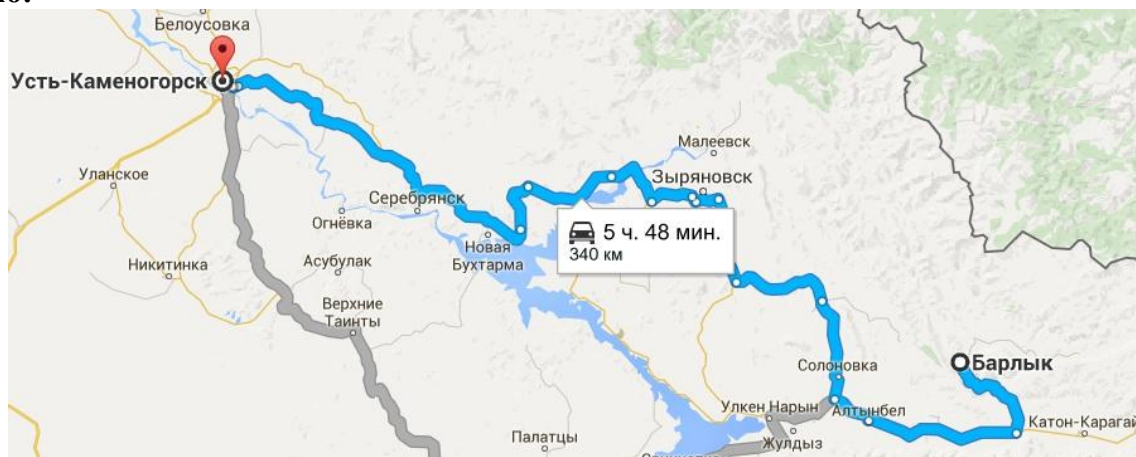 Белоусовка
Усть-Каменогорск
Малеевск
Уланское
Зыряновск
Серебрянск
Огнёвка
5 ч. 48 мин.
340 км
Новая
Бухтарма
Асубулак
Никитинка
Верхние
Таинты
Солоновка
Барлык
Улкен Нарын
Алтынбел
Катон-Карагай
Палатцы
Жулдыз